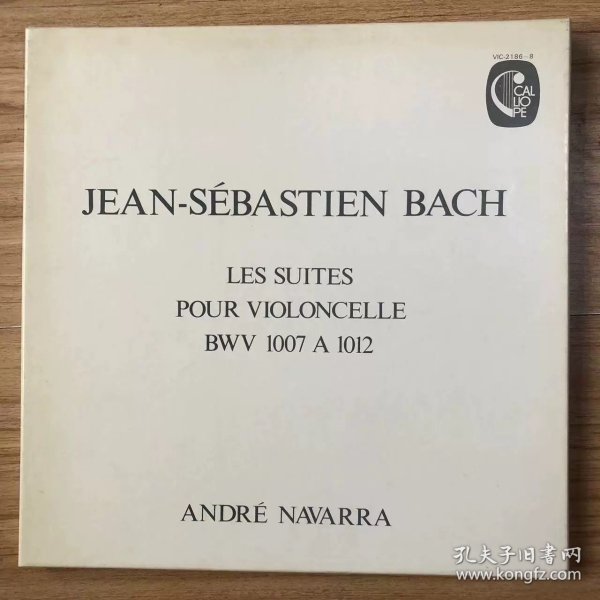 VIC-2186~8
CAL
LIO
PE
JEAN-SÉBASTIEN BACH
LES SUITES
POUR VIOLONCELLE
BWV 1007 A 1012
ANDRÉ NAVARRA
孔夫子旧书网
www.kongfz.com